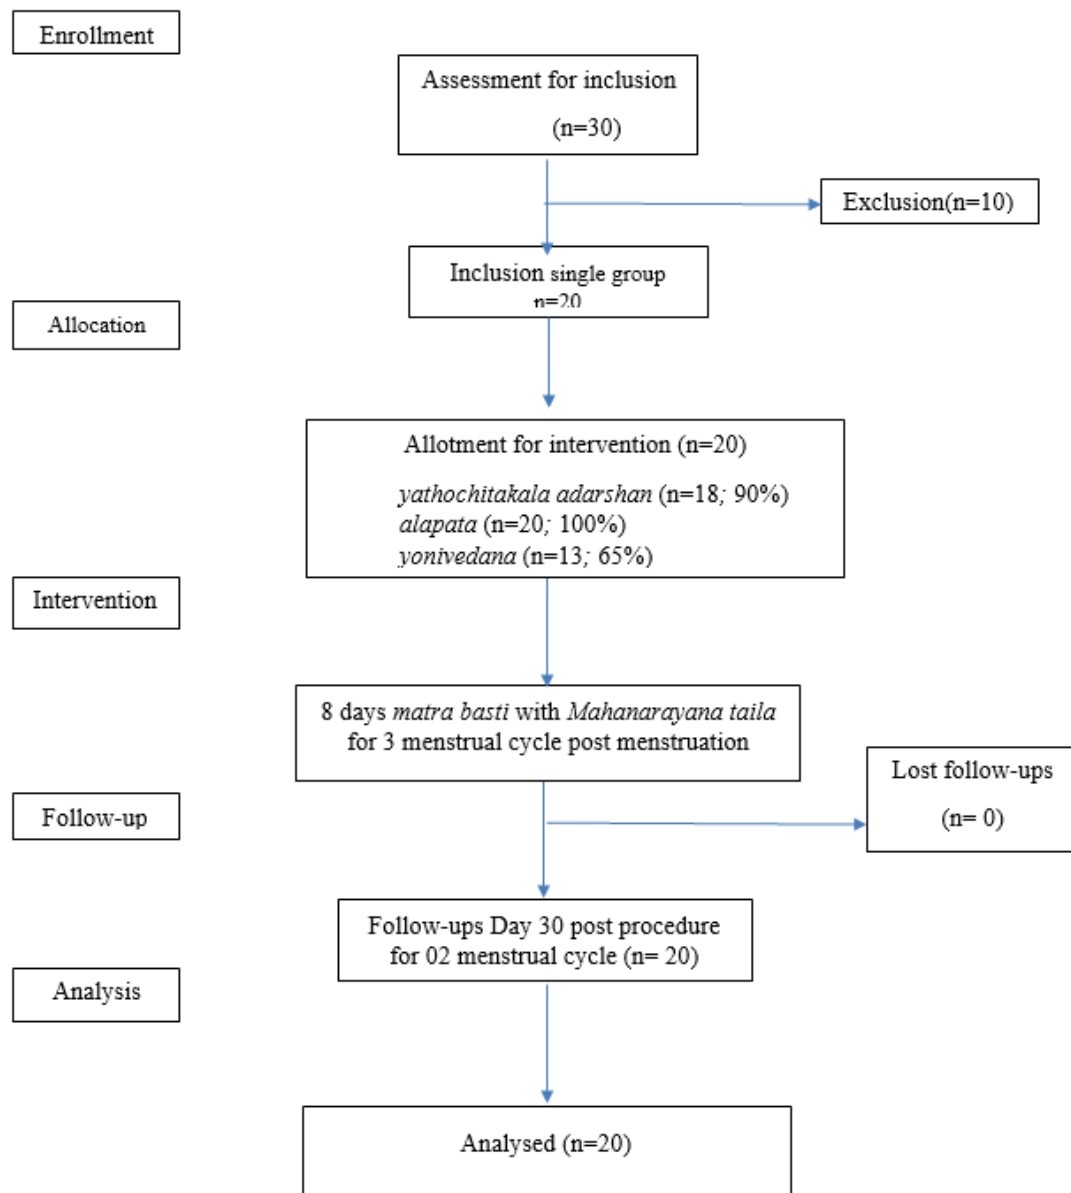 Enrollment
Assessment for inclusion
(n=30)
Exclusion(n=10)
Inclusion single group
n=20
Allocation
Allotment for intervention (n=20)
yathochitakala adarshan (n=18; 90%)
alapata (n=20; 100%)
yonivedana (n=13; 65%)
Intervention
8 days matra basti with Mahanarayana taila
for 3 menstrual cycle post menstruation
Lost follow-ups
(n= 0)
Follow-up
Follow-ups Day 30 post procedure
for 02 menstrual cycle (n= 20)
Analysis
Analysed (n=20)